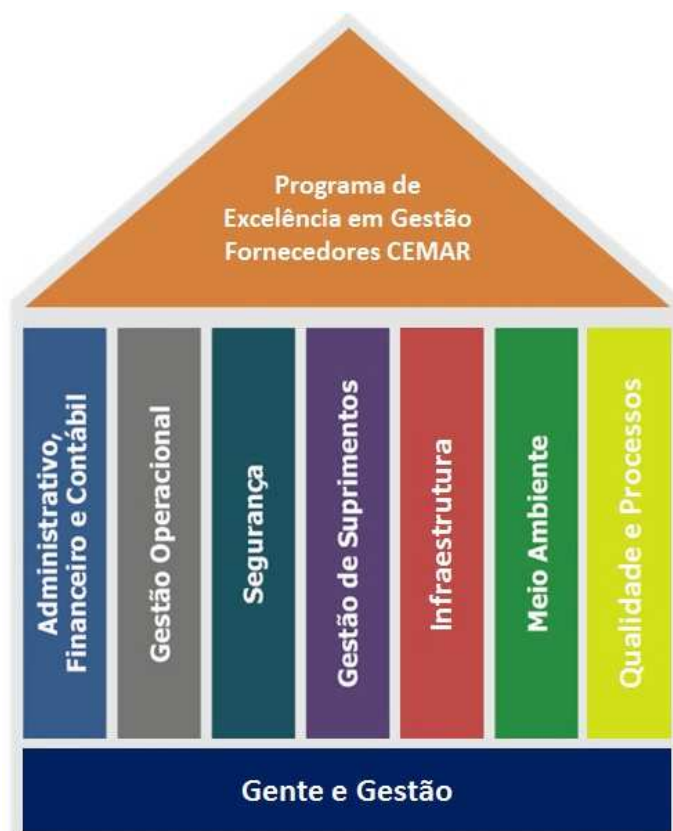 Programa de
Excelência em Gestão
Fornecedores CEMAR
Administrativo,
Financeiro e Contábil
Gestão Operacional
Segurança
Gestão de Suprimentos
Infraestrutura
Meio Ambiente
Qualidade e Processos
Gente e Gestão